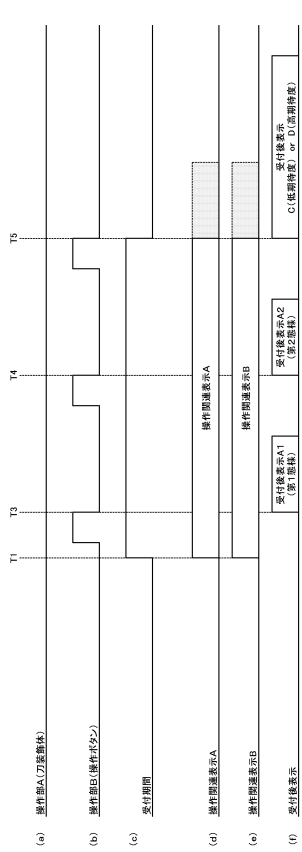 T1 T3 T4 T5
(a) 操作部A(刀装飾体)
(b) 操作部B(操作ボタン)
(c) 受付期間
(d) 操作関連表示A 操作関連表示A
(e) 操作関連表示B 操作関連表示B
(f) 受付後表示
受付後表示A1
(第1態様)
受付後表示A2
(第2態様)
受付後表示
C(低期待度) or D(高期待度)